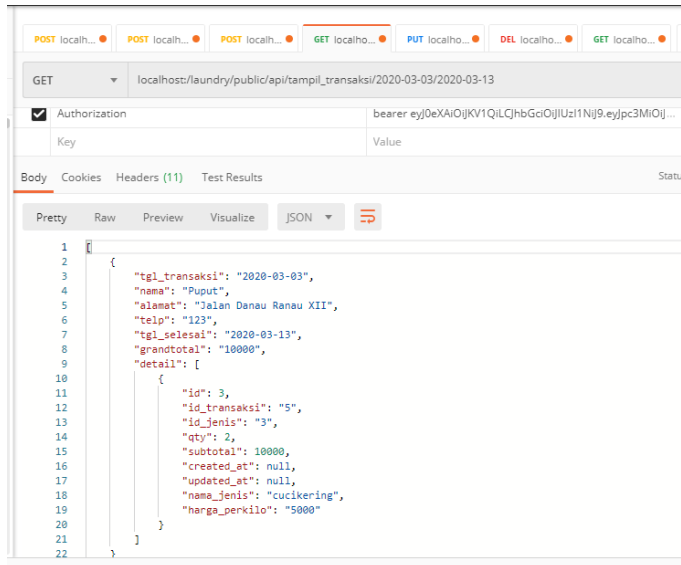 POST localh... POST localh... POST localh... GET localho... PUT localho... DEL localho... GET localho...
GET localhost:/laundry/public/api/tampil_transaksi/2020-03-03/2020-03-13
Authorization bearer eyJ0eXAiOiJKV1QiLCJhbGciOiJIUzI1NiJ9.eyJpc3MiOiJ...
Key Value
Body Cookies Headers (11) Test Results Statu
Pretty Raw Preview Visualize JSON
1 [
2 {
3 "tgl_transaksi": "2020-03-03",
4 "nama": "Puput",
5 "alamat": "Jalan Danau Ranau XII",
6 "telp": "123",
7 "tgl_selesai": "2020-03-13",
8 "grandtotal": "10000",
9 "detail": [
10 {
11 "id": 3,
12 "id_transaksi": "5",
13 "id_jenis": "3",
14 "qty": 2,
15 "subtotal": 10000,
16 "created_at": null,
17 "updated_at": null,
18 "nama_jenis": "cucikering",
19 "harga_perkilo": "5000"
20 }
21 ]
22 }